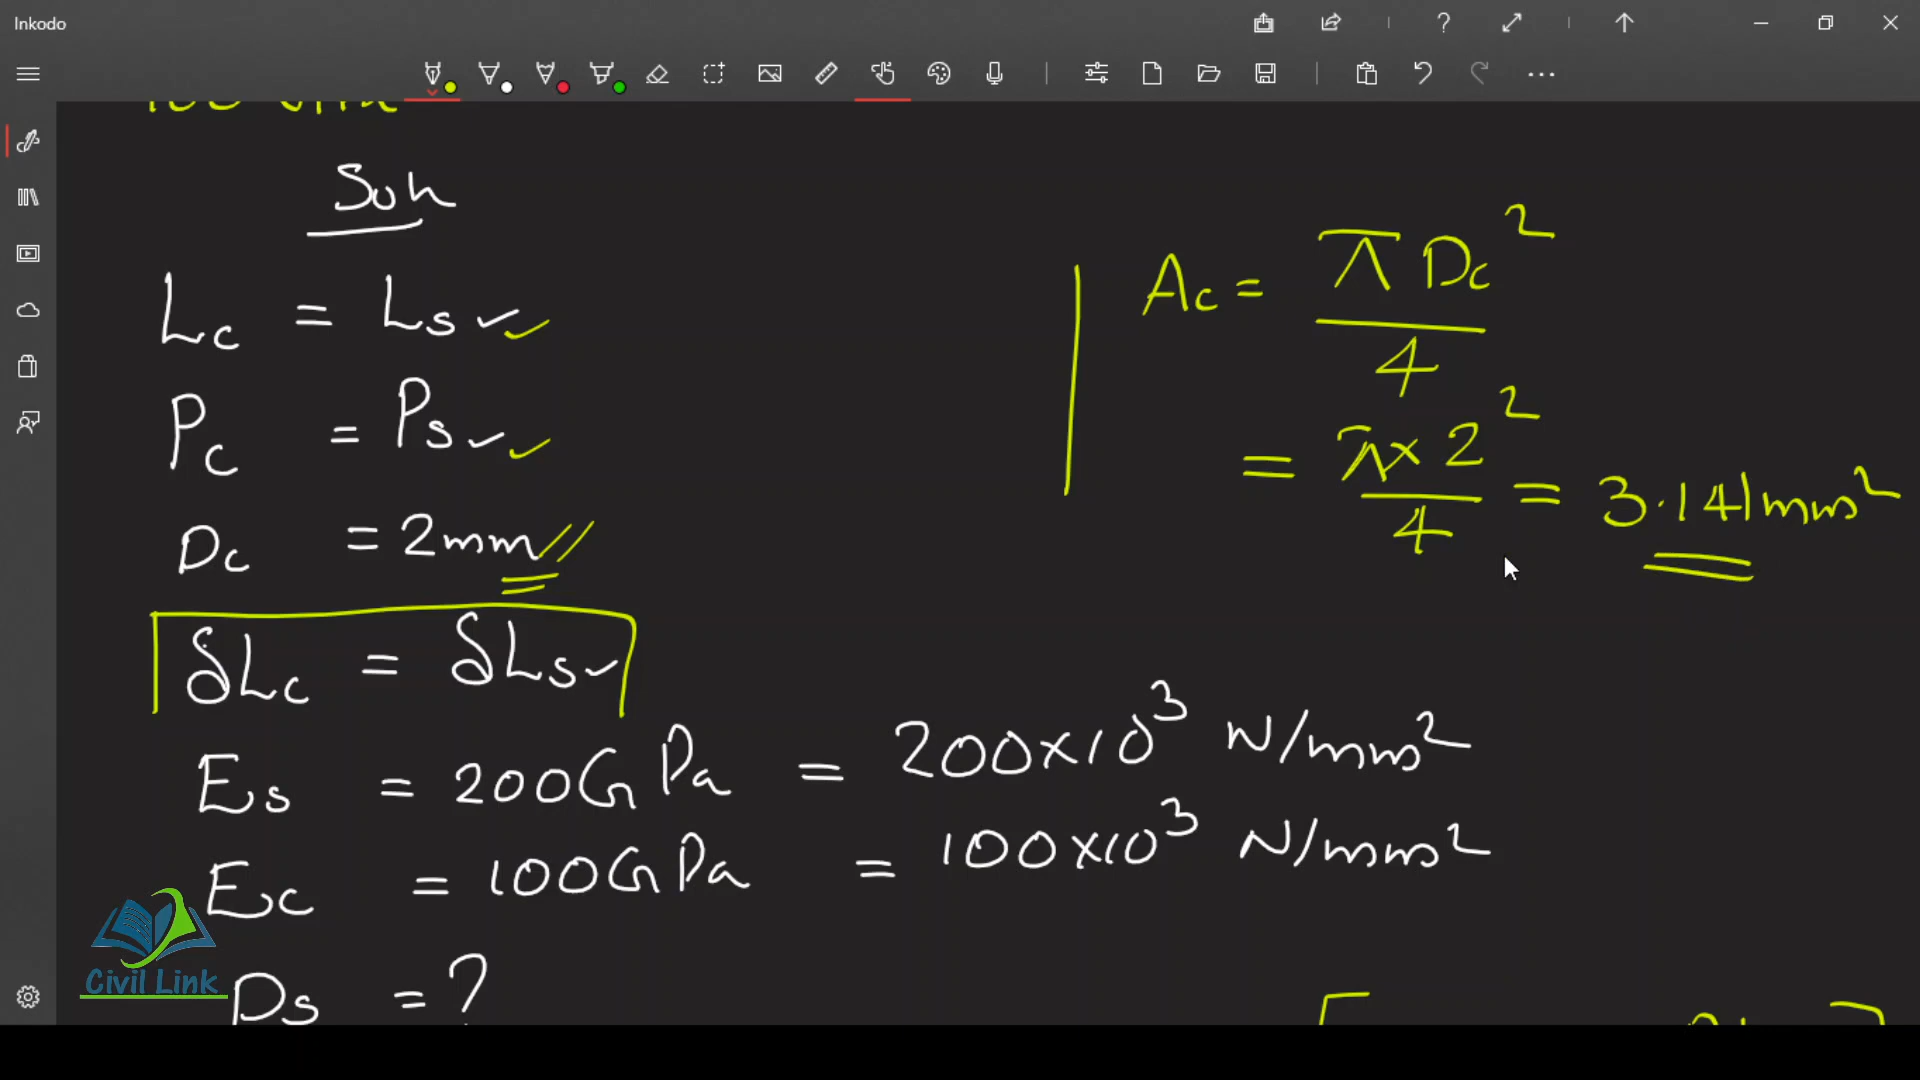 Inkodo
Soln
Lc = Ls
Pc = Ps
Dc = 2mm
δLc = δLs
Es = 200GPa = 200×10³ N/mm²
Ec = 100GPa = 100×10³ N/mm²
Ds = ?
Ac = πDc²/4
= π×2²/4 = 3.141mm²
Civil Link